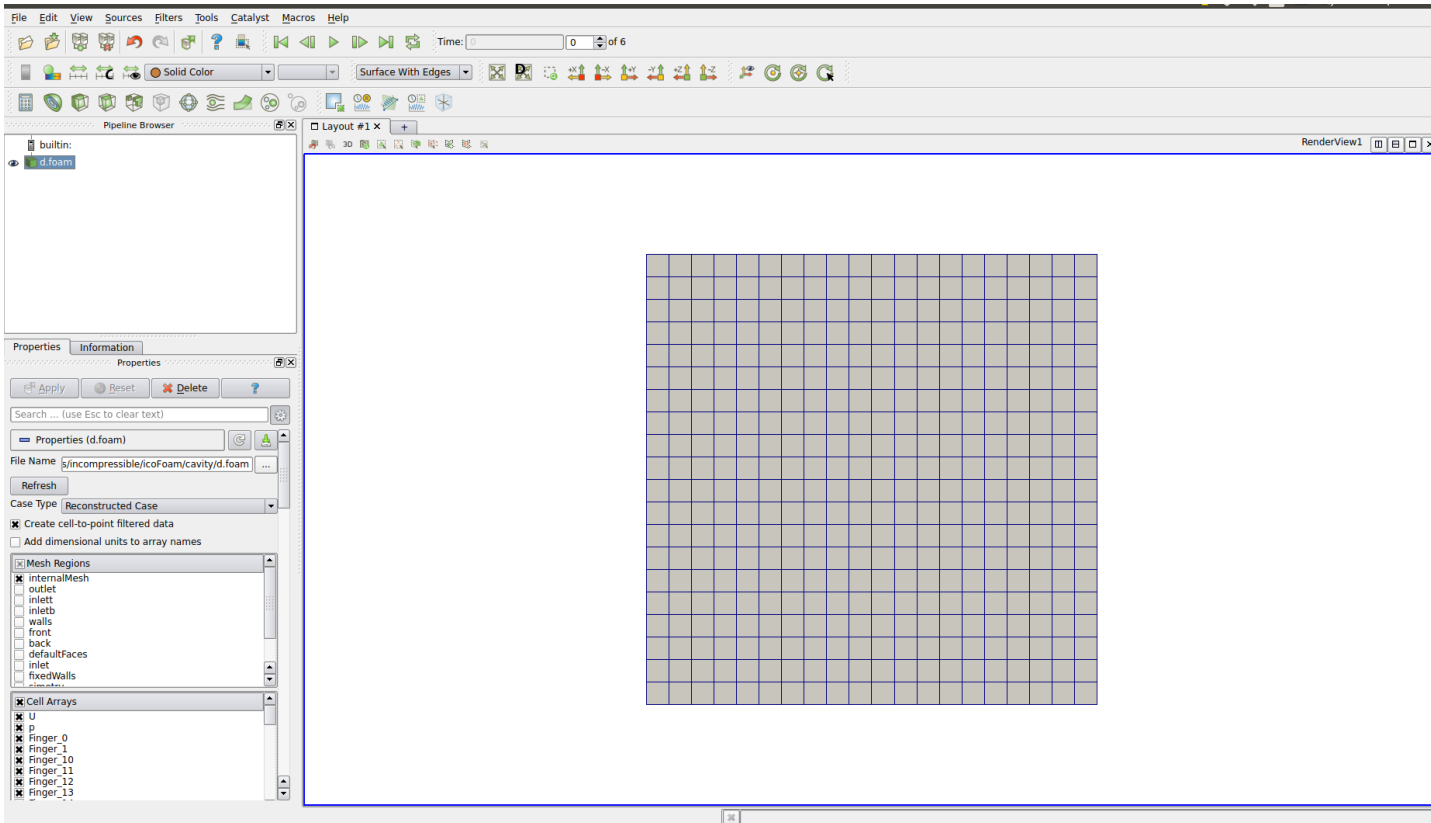 File Edit View Sources Filters Tools Catalyst Macros Help
Time: 0 0 of 6
Solid Color Surface With Edges
Pipeline Browser
Layout #1
builtin:
3D
RenderView1
d.foam
Properties Information
Properties
Apply Reset Delete ?
Search ... (use Esc to clear text)
Properties (d.foam)
File Name s/incompressible/icoFoam/cavity/d.foam ...
Refresh
Case Type Reconstructed Case
Create cell-to-point filtered data
Add dimensional units to array names
Mesh Regions
internalMesh
outlet
inlett
inletb
walls
front
back
defaultFaces
inlet
fixedWalls
Cell Arrays
U
p
Finger_0
Finger_1
Finger_10
Finger_11
Finger_12
Finger_13